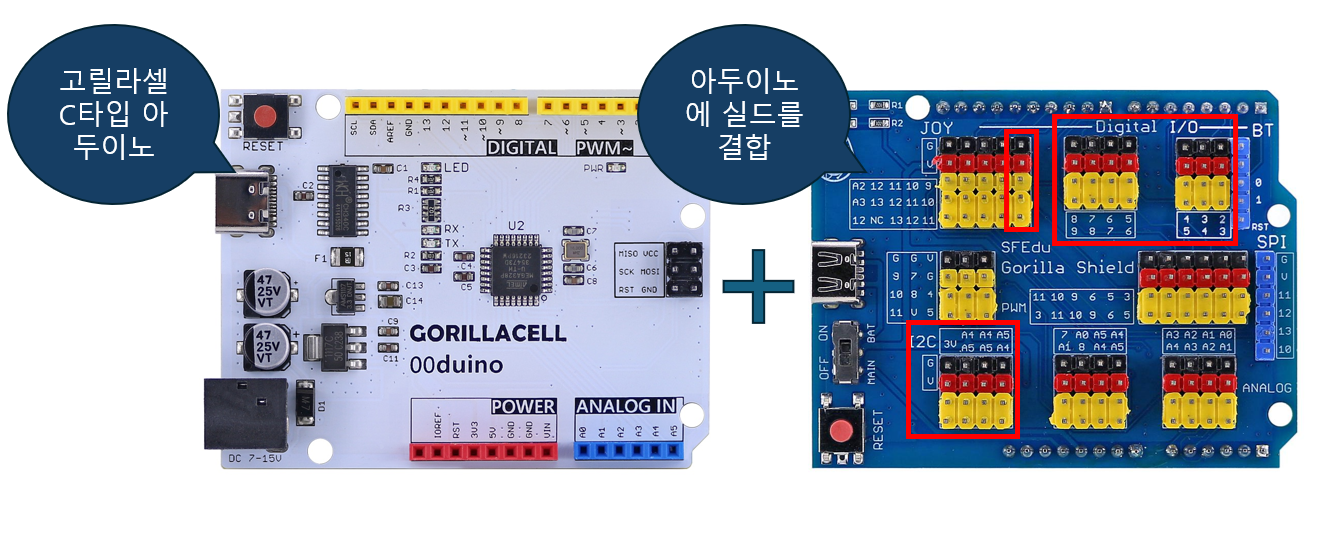 고릴라셀
C타입 아
두이노
아두이노
에 실드를
결합
RESET
SCL
SDA
AREF
GND
13
12
~11
~10
~9
8
7
~6
~5
4
~3
DIGITAL
PWM~
C1
LED
PWR
R4
R1
R3
RX
TX
R2
C3
C2
F1
U2
C7
C6
C8
C4
C5
C13
C14
C9
C11
MISO VCC
SCK MOSI
RST GND
47
25V
VT
47
25V
VT
GORILLACELL
00duino
D1
DC 7-15V
POWER
ANALOG IN
IOREF
RST
3V3
5V
GND
GND
VIN
A0
A1
A2
A3
A4
A5
R1
R2
JOY
Digital I/O
BT
G
V
A2 12 11 10 9
A3 13 12 11 10
12 NC 13 12 11
8 7 6 5
9 8 7 6
4 3 2
5 4 3
0
1
RST
SPI
SFEdu
Gorilla Shield
G G V
9 7 G
10 8 4
11 V 5
PWM
11 10 9 6 5 3
3 11 10 9 6 5
G
V
11
12
13
10
ON
OFF
BAT
MAIN
I2C
3V
A4 A4 A5
A5 A5 A4
G
V
7 A0 A5 A4
A1 8 A4 A5
A3 A2 A1 A0
A4 A3 A2 A1
ANALOG
RESET